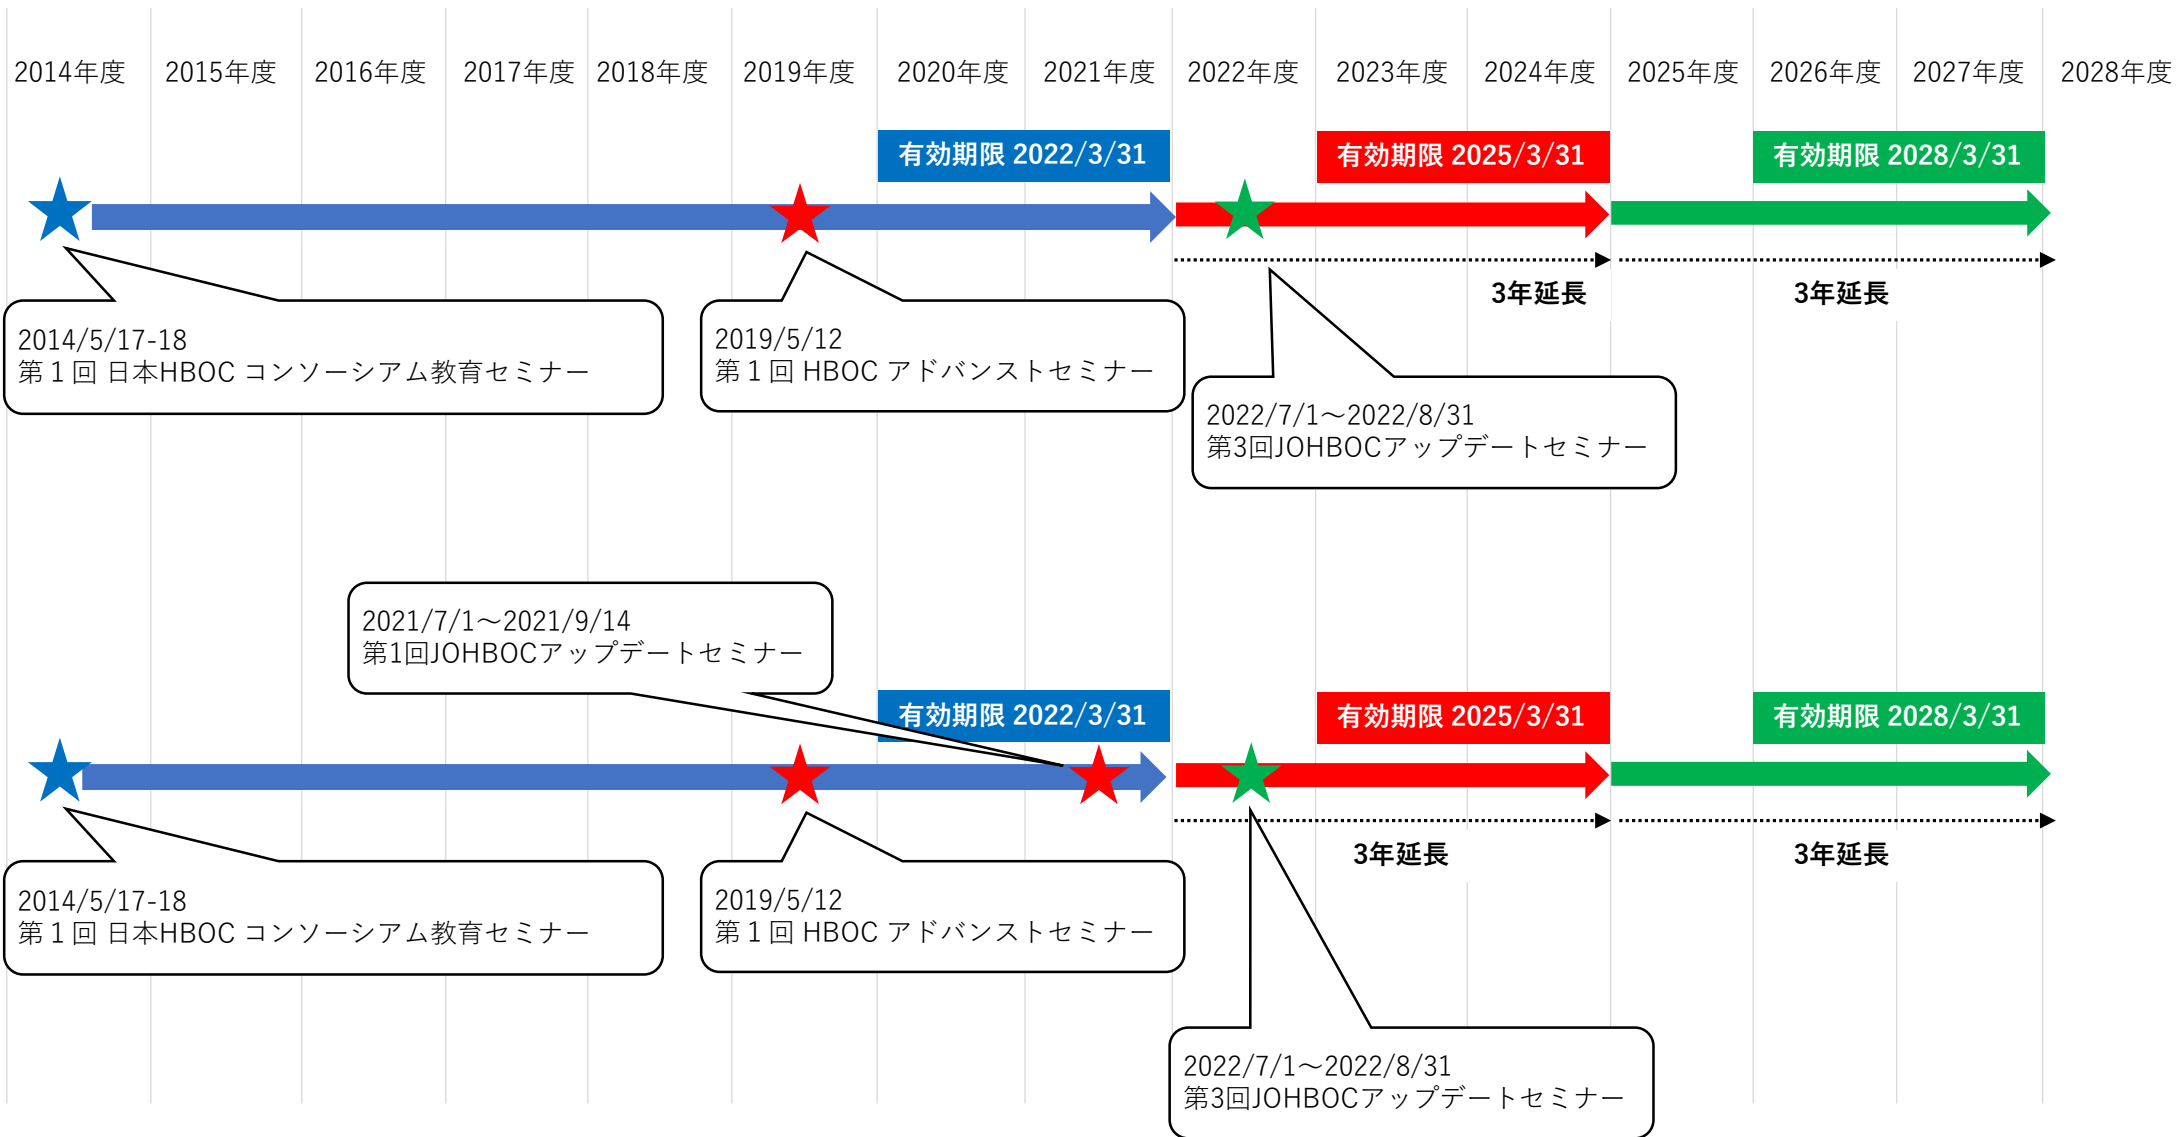 2014年度
2015年度
2016年度
2017年度
2018年度
2019年度
2020年度
2021年度
2022年度
2023年度
2024年度
2025年度
2026年度
2027年度
2028年度
有効期限 2022/3/31
有効期限 2025/3/31
有効期限 2028/3/31
3年延長
3年延長
2014/5/17-18
第１回 日本HBOC コンソーシアム教育セミナー
2019/5/12
第１回 HBOC アドバンストセミナー
2022/7/1～2022/8/31
第3回JOHBOCアップデートセミナー
2021/7/1～2021/9/14
第1回JOHBOCアップデートセミナー
有効期限 2022/3/31
有効期限 2025/3/31
有効期限 2028/3/31
3年延長
3年延長
2014/5/17-18
第１回 日本HBOC コンソーシアム教育セミナー
2019/5/12
第１回 HBOC アドバンストセミナー
2022/7/1～2022/8/31
第3回JOHBOCアップデートセミナー